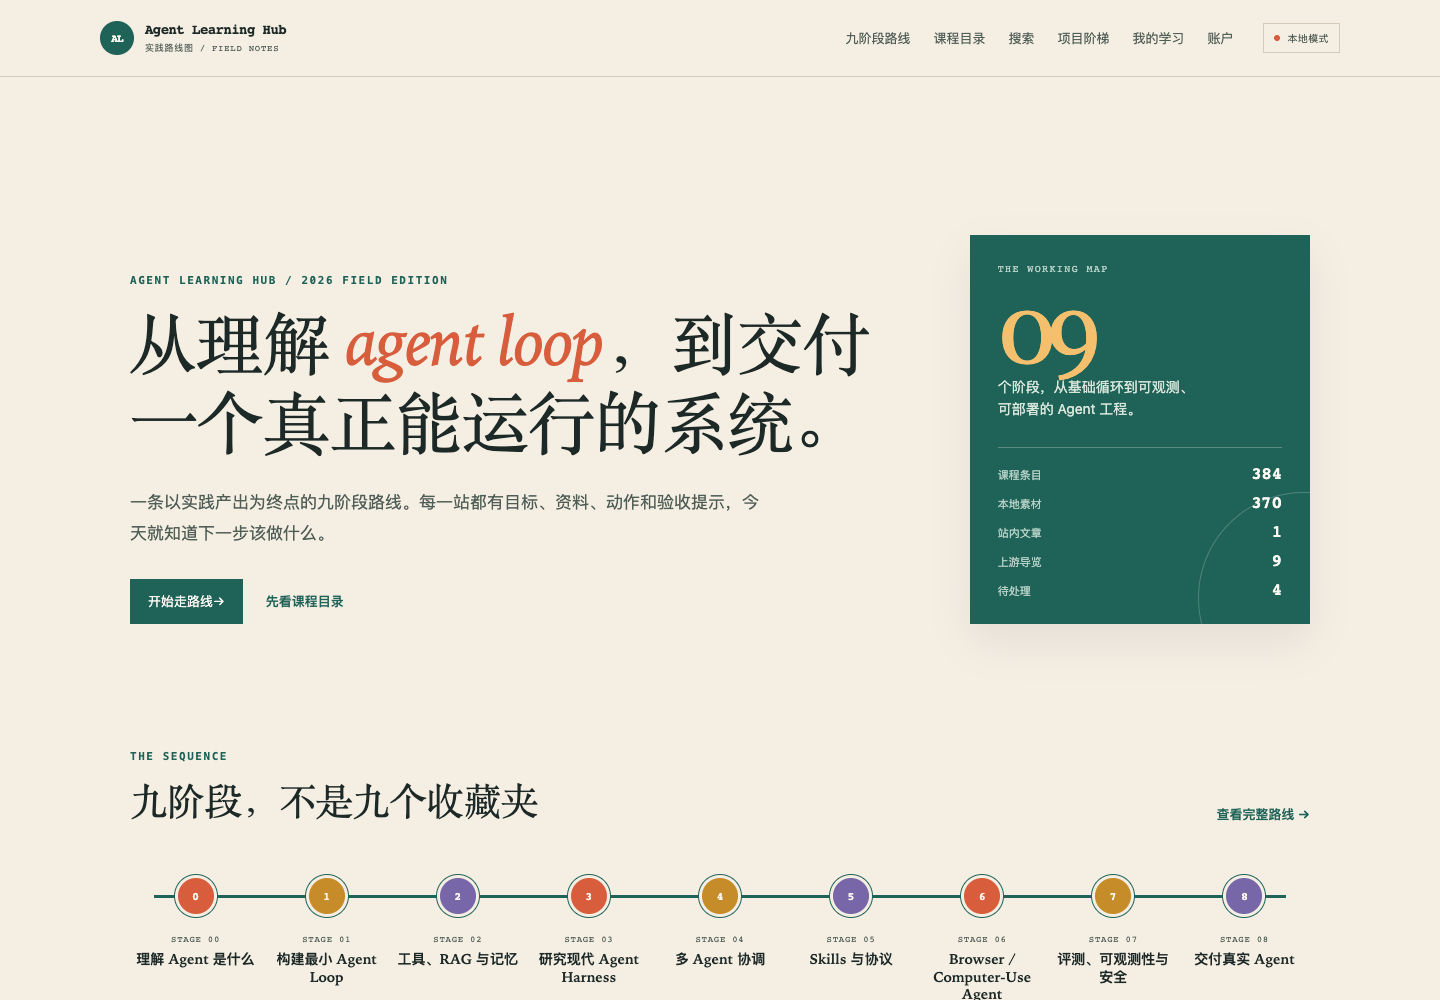 AL
Agent Learning Hub
实践路线图 / FIELD NOTES
九阶段路线
课程目录
搜索
项目阶梯
我的学习
账户
本地模式
AGENT LEARNING HUB / 2026 FIELD EDITION
从理解 agent loop ，到交付
一个真正能运行的系统。
一条以实践产出为终点的九阶段路线。每一站都有目标、资料、动作和验收提示，今
天就知道下一步该做什么。
开始走路线→
先看课程目录
THE WORKING MAP
09
个阶段，从基础循环到可观测、
可部署的 Agent 工程。
课程条目 384
本地素材 370
站内文章 1
上游导览 9
待处理 4
THE SEQUENCE
九阶段，不是九个收藏夹
查看完整路线 →
0
STAGE 00
理解 Agent 是什么
1
STAGE 01
构建最小 Agent
Loop
2
STAGE 02
工具、RAG 与记忆
3
STAGE 03
研究现代 Agent
Harness
4
STAGE 04
多 Agent 协调
5
STAGE 05
Skills 与协议
6
STAGE 06
Browser /
Computer-Use
Agent
7
STAGE 07
评测、可观测性与
安全
8
STAGE 08
交付真实 Agent